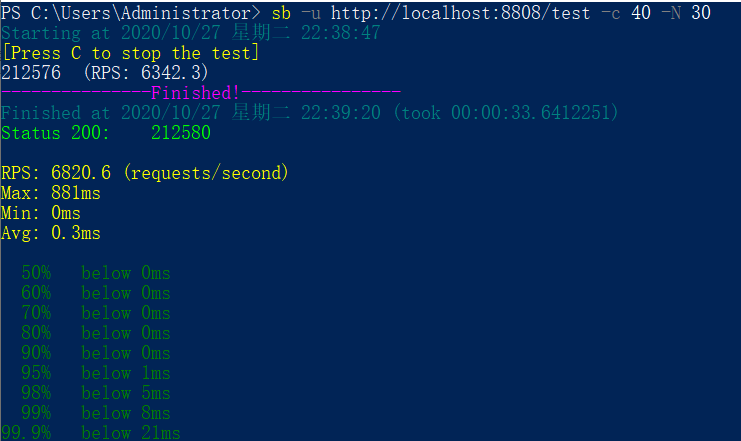 PS C:\Users\Administrator> sb -u http://localhost:8808/test -c 40 -N 30
Starting at 2020/10/27 星期二 22:38:47
[Press C to stop the test]
212576  (RPS: 6342.3)
---------------Finished!----------------
Finished at 2020/10/27 星期二 22:39:20 (took 00:00:33.6412251)
Status 200:    212580
RPS: 6820.6 (requests/second)
Max: 881ms
Min: 0ms
Avg: 0.3ms
50%   below 0ms
60%   below 0ms
70%   below 0ms
80%   below 0ms
90%   below 0ms
95%   below 1ms
98%   below 5ms
99%   below 8ms
99.9%   below 21ms